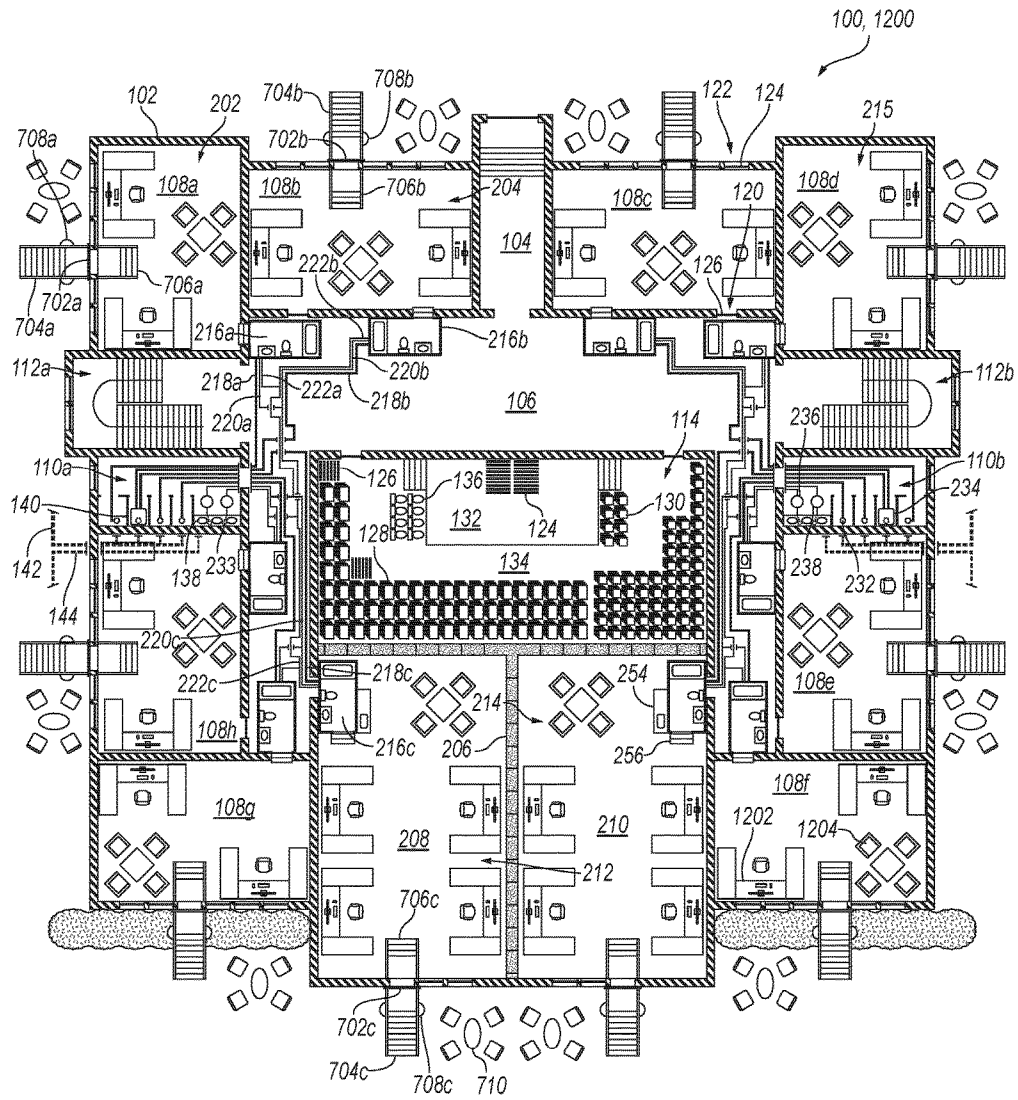 100, 1200
704b
708b
102
202
702b
122
124
215
708a
108a
108b
706b
204
108c
108d
104
120
222b
126
706a
702a
704a
216a
216b
112a
218a
222a
220b
218b
220a
106
112b
114
236
110a
126
136
110b
140
132
124
130
234
128
134
142
138
233
238
232
144
220c
222c
218c
254
108e
214
206
108h
216c
256
108g
108f
1202
1204
208
210
212
706c
702c
704c
708c
710